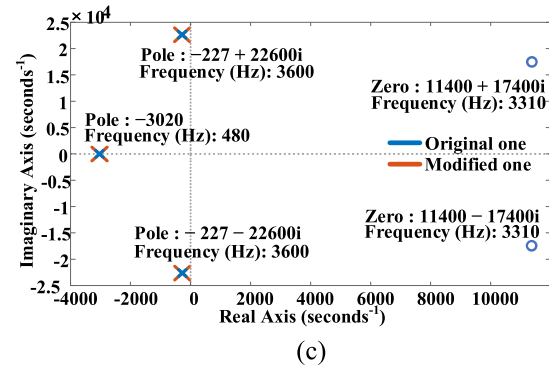 ×10⁴
2.5
2
1.5
1
0.5
0
-0.5
-1
-1.5
-2
-2.5
Imaginary Axis (seconds⁻¹)
Pole : −227 + 22600i
Frequency (Hz): 3600
Zero : 11400 + 17400i
Frequency (Hz): 3310
Pole : −3020
Frequency (Hz): 480
Original one
Modified one
Zero : 11400 − 17400i
Frequency (Hz): 3310
Pole : − 227 − 22600i
Frequency (Hz): 3600
-4000 -2000 0 2000 4000 6000 8000 10000
Real Axis (seconds⁻¹)
(c)